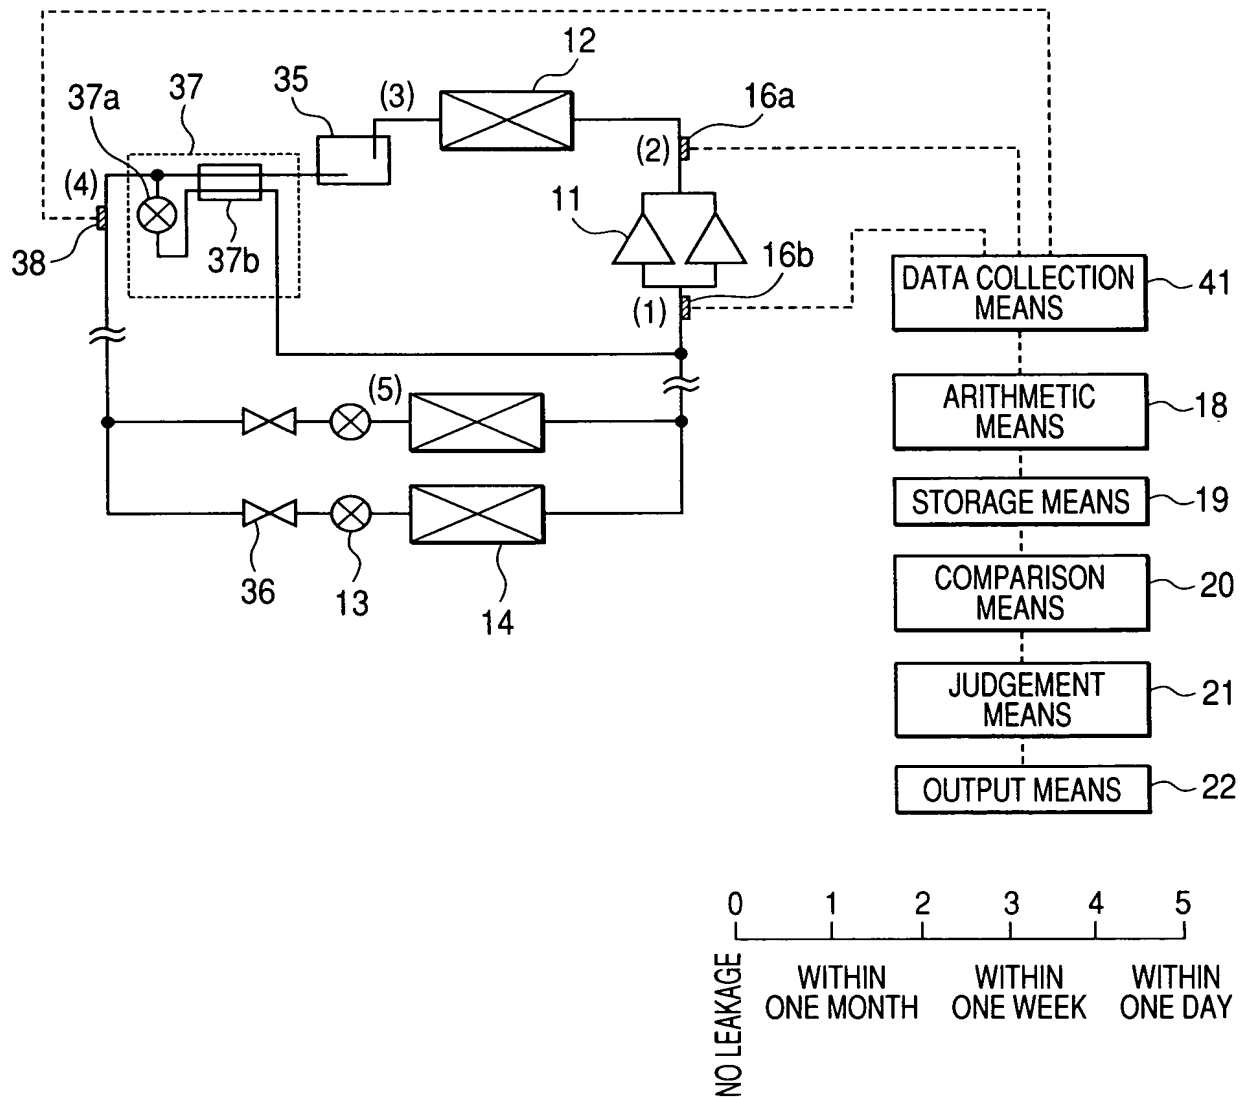 12
37a
37
35
(3)
16a
(4)
(2)
11
38
37b
16b
(1)
DATA COLLECTION
MEANS
41
(5)
ARITHMETIC
MEANS
18
STORAGE MEANS
19
36
13
14
COMPARISON
MEANS
20
JUDGEMENT
MEANS
21
OUTPUT MEANS
22
0 1 2 3 4 5
NO LEAKAGE
WITHIN
ONE MONTH
WITHIN
ONE WEEK
WITHIN
ONE DAY